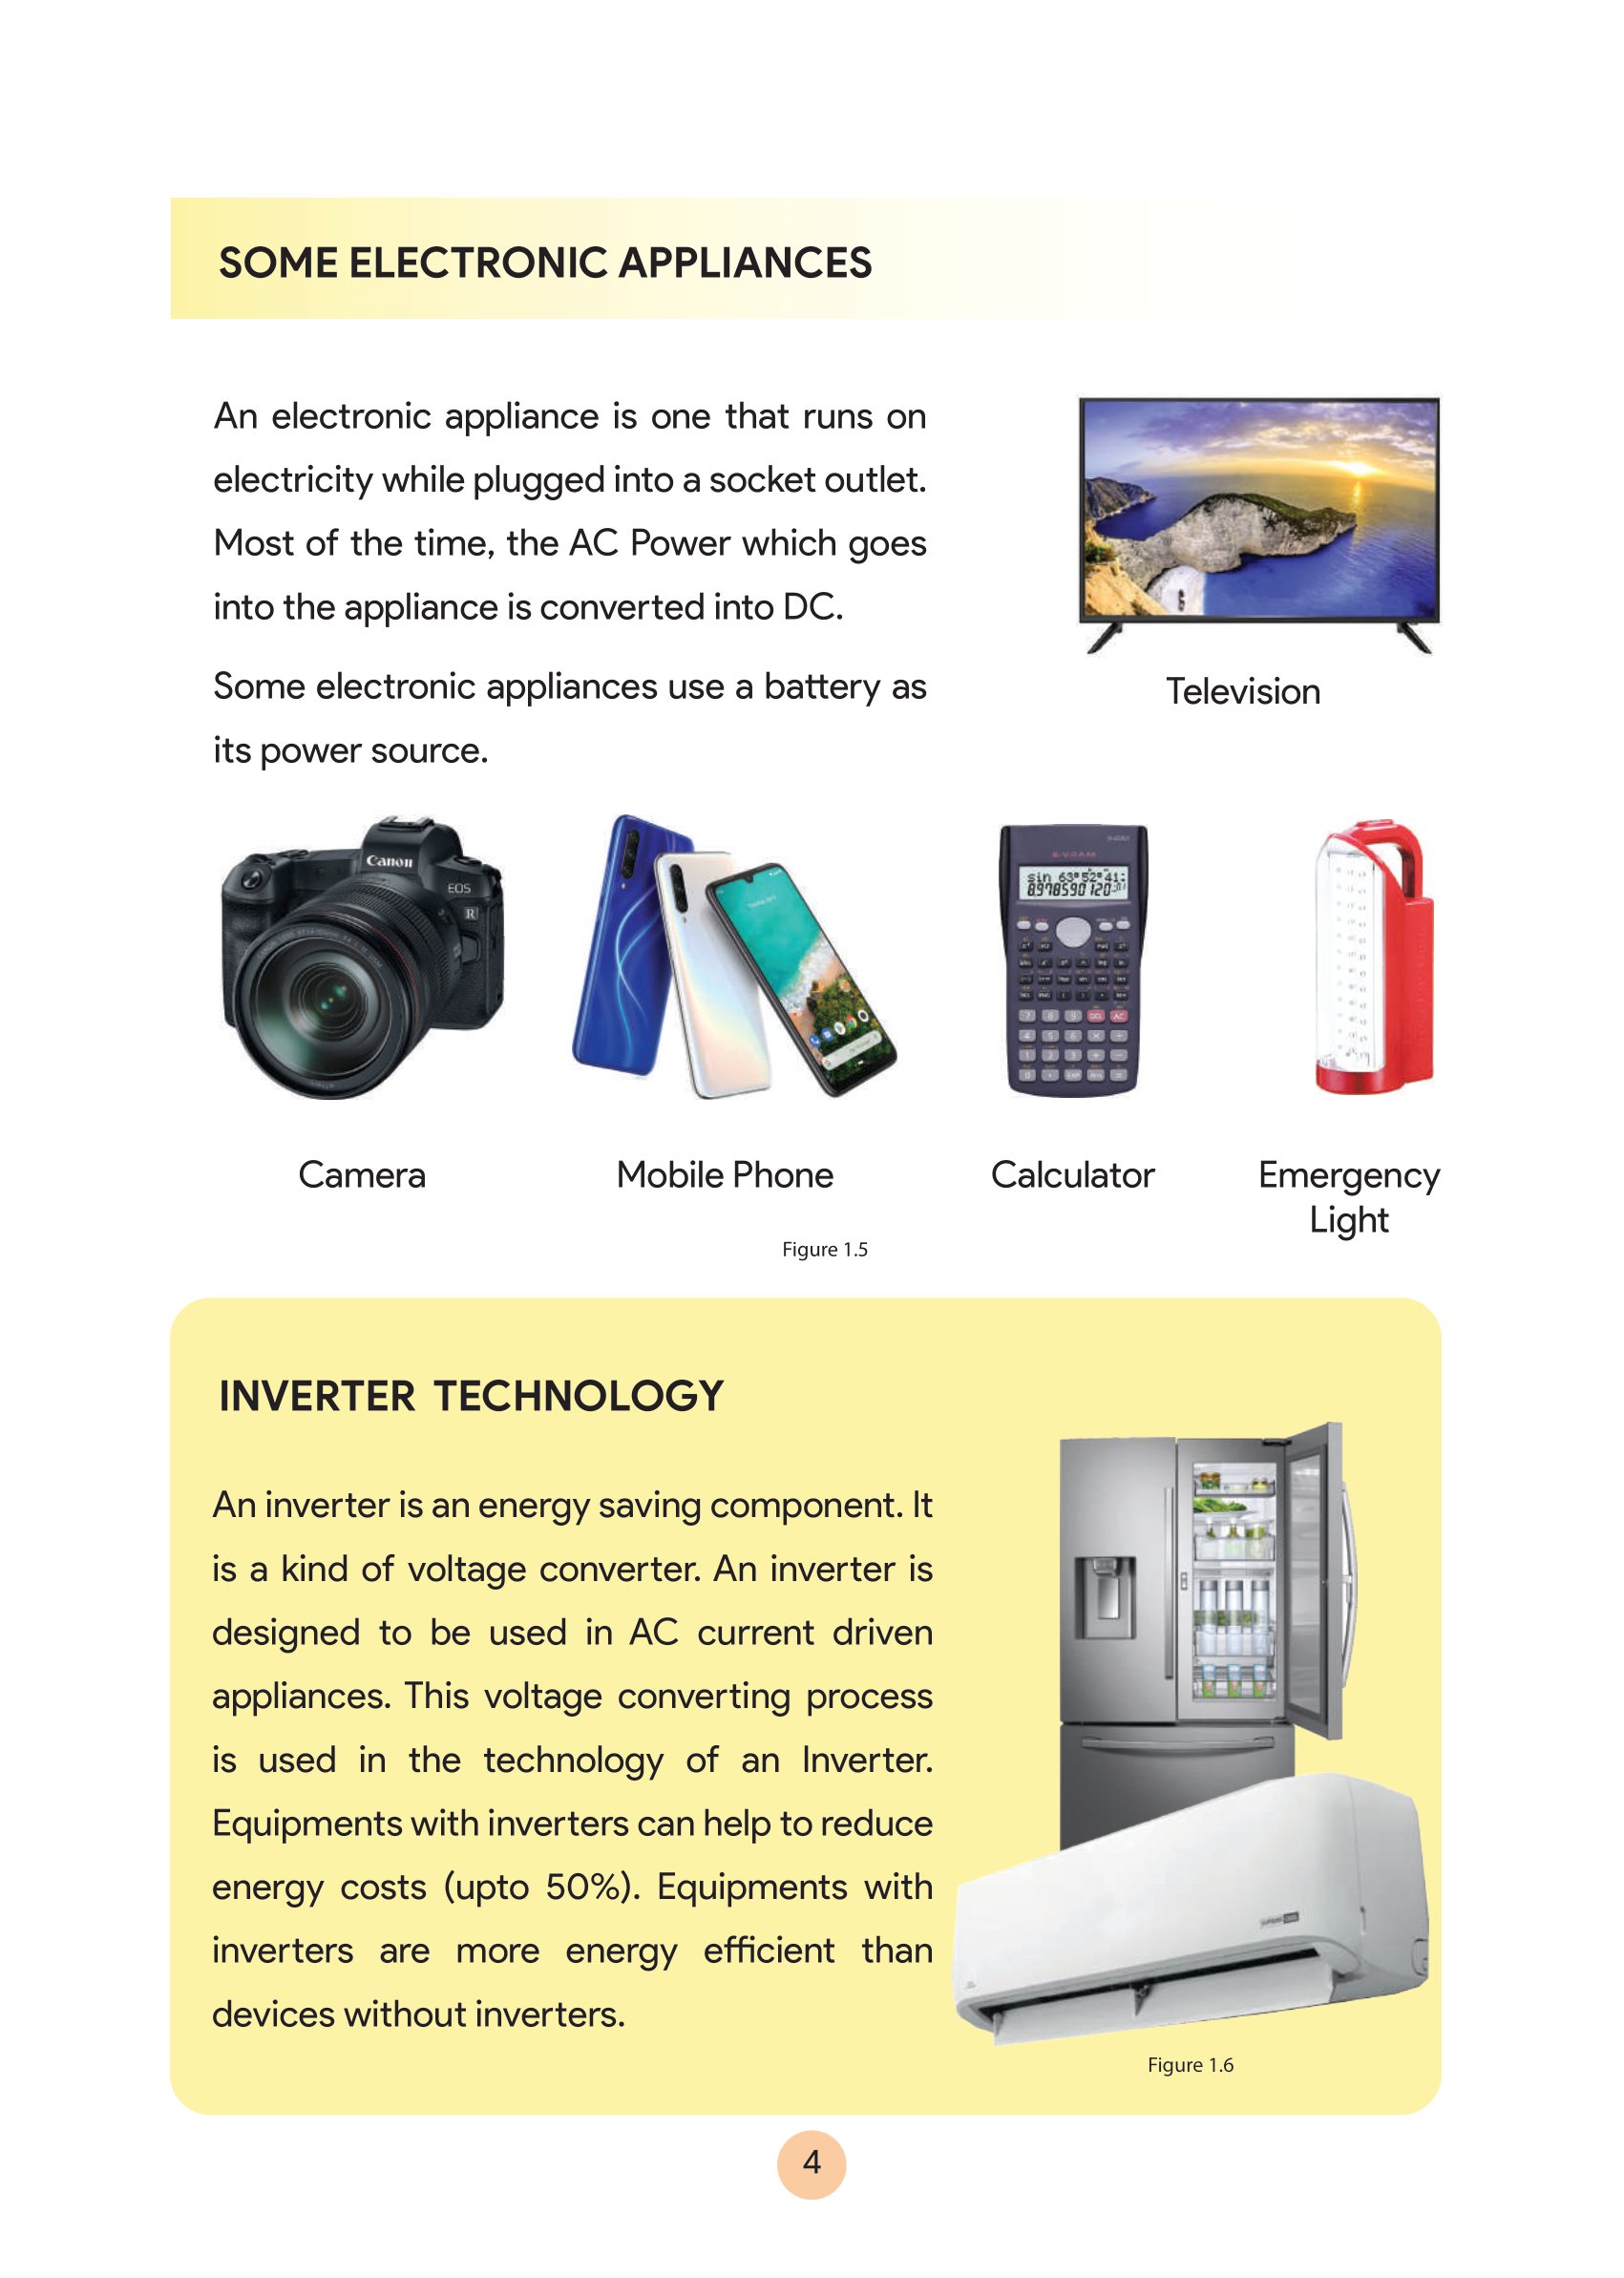 SOME ELECTRONIC APPLIANCES
An electronic appliance is one that runs on
electricity while plugged into a socket outlet.
Most of the time, the AC Power which goes
into the appliance is converted into DC.
Some electronic appliances use a battery as
its power source.
Television
Canon
EOS
R
sin 63°52°41:
Camera
Mobile Phone
Calculator
Emergency
Light
Figure 1.5
INVERTER TECHNOLOGY
An inverter is an energy saving component. It
is a kind of voltage converter. An inverter is
designed to be used in AC current driven
appliances. This voltage converting process
is used in the technology of an Inverter.
Equipments with inverters can help to reduce
energy costs (upto 50%). Equipments with
inverters are more energy efficient than
devices without inverters.
Figure 1.6
4